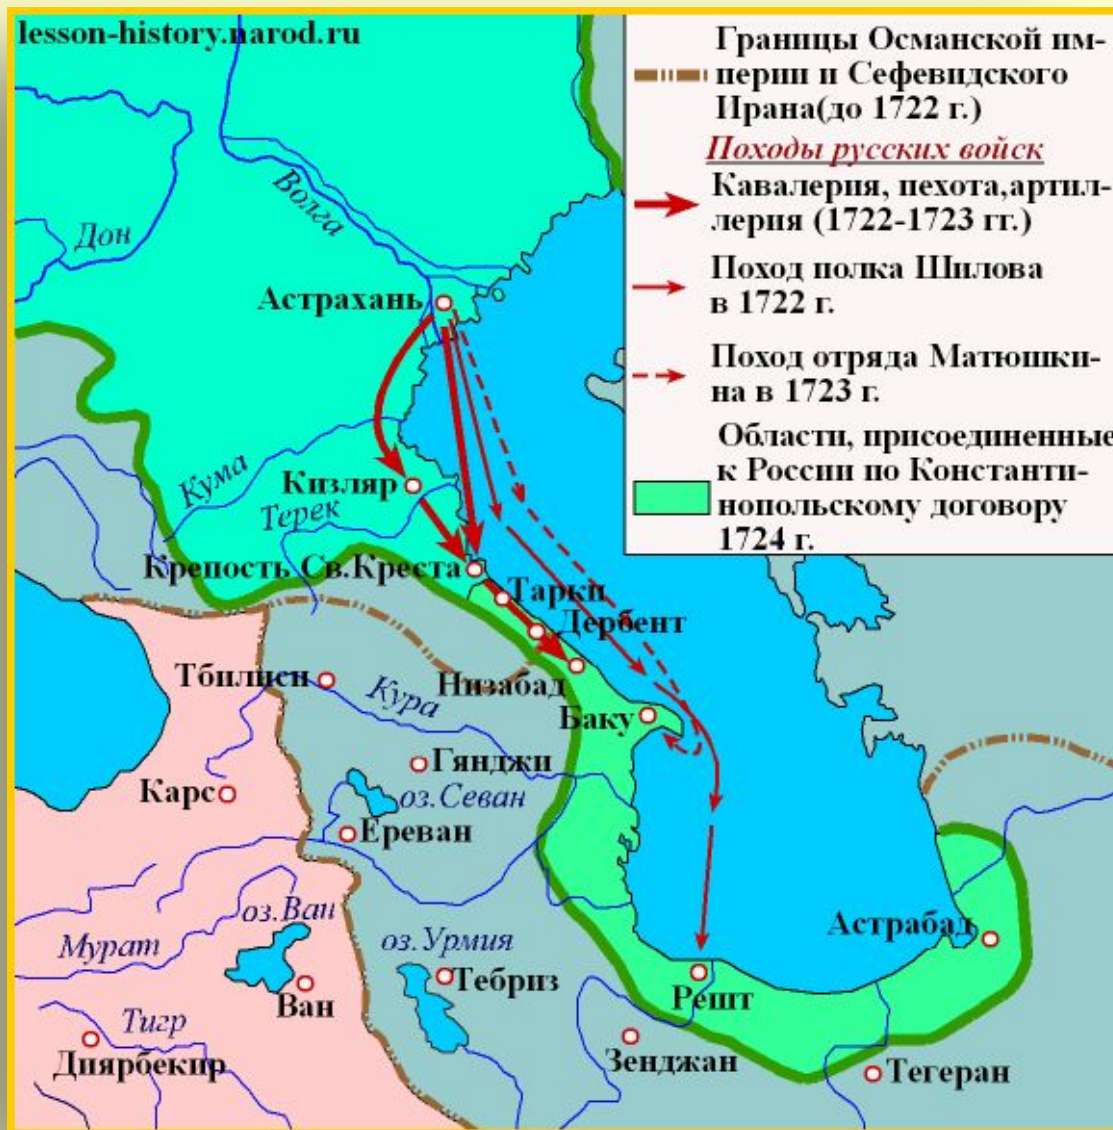 lesson-history.narod.ru
Границы Османской им-
перии и Сефевидского
Ирана(до 1722 г.)
Походы русских войск
Кавалерия, пехота,артил-
лерия (1722-1723 гг.)
Поход полка Шилова
в 1722 г.
Поход отряда Матюшки-
на в 1723 г.
Области, присоединенные
к России по Константи-
нопольскому договору
1724 г.
Волга
Дон
Астрахань
Кума
Кизляр
Терек
Крепость Св.Креста
Тарки
Дербент
Тбилиси
Низабад
Кура
Баку
Гянджи
Карс
оз.Севан
Ереван
оз.Ван
Мурат
оз.Урмия
Астрабад
Тебриз
Ван
Решт
Тигр
Зенджан
Диярбекир
Тегеран